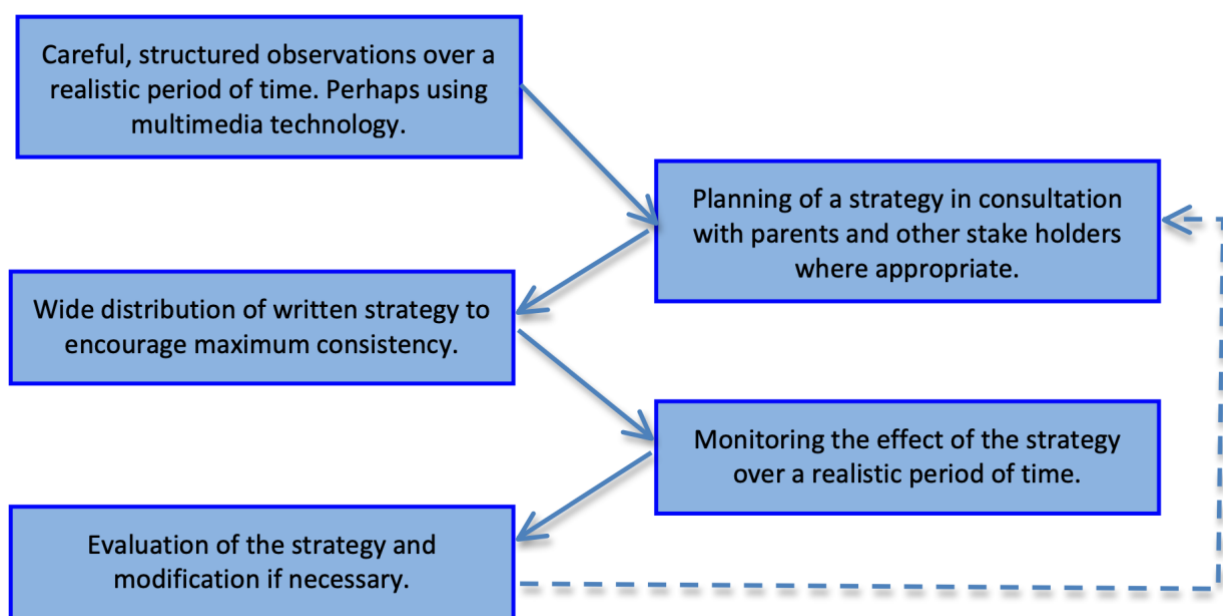 Careful, structured observations over a
realistic period of time. Perhaps using
multimedia technology.
Planning of a strategy in consultation
with parents and other stake holders
where appropriate.
Wide distribution of written strategy to
encourage maximum consistency.
Monitoring the effect of the strategy
over a realistic period of time.
Evaluation of the strategy and
modification if necessary.